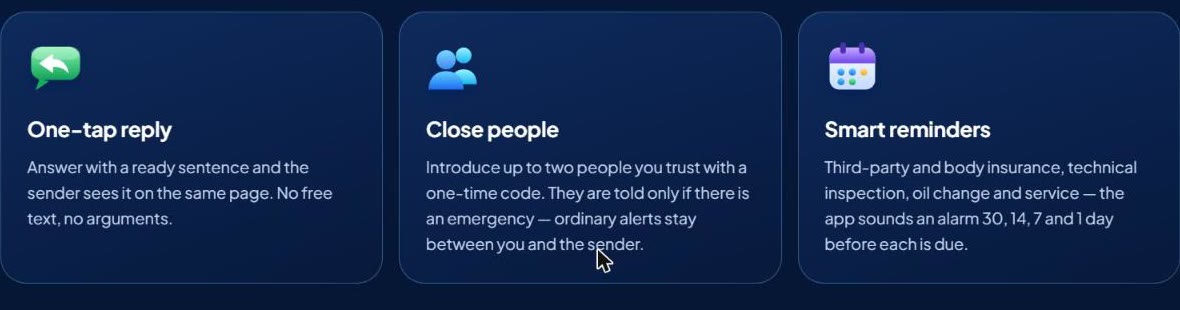 One-tap reply
Answer with a ready sentence and the
sender sees it on the same page. No free
text, no arguments.
Close people
Introduce up to two people you trust with a
one-time code. They are told only if there is
an emergency — ordinary alerts stay
between you and the sender.
Smart reminders
Third-party and body insurance, technical
inspection, oil change and service — the
app sounds an alarm 30, 14, 7 and 1 day
before each is due.